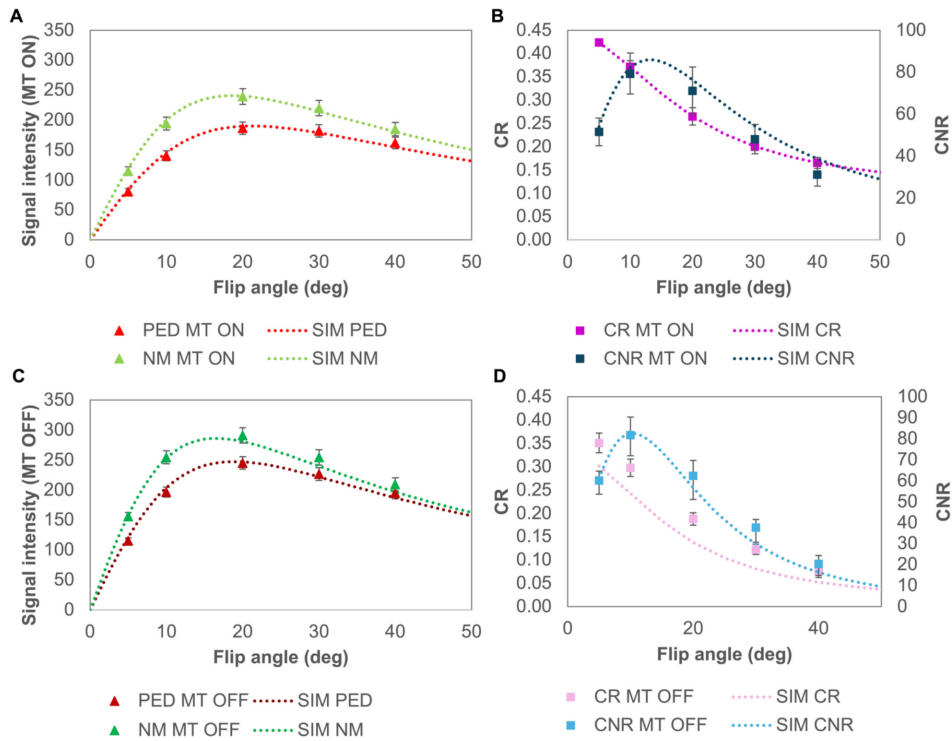 A
350
300
250
200
150
100
50
0
Signal intensity (MT ON)
0 10 20 30 40 50
Flip angle (deg)
PED MT ON SIM PED
NM MT ON SIM NM
B
0.45
0.40
0.35
0.30
0.25
0.20
0.15
0.10
0.05
0.00
CR
100
80
60
40
20
0
CNR
0 10 20 30 40 50
Flip angle (deg)
CR MT ON SIM CR
CNR MT ON SIM CNR
C
350
300
250
200
150
100
50
0
Signal intensity (MT OFF)
0 10 20 30 40 50
Flip angle (deg)
PED MT OFF SIM PED
NM MT OFF SIM NM
D
0.45
0.40
0.35
0.30
0.25
0.20
0.15
0.10
0.05
0.00
CR
100
90
80
70
60
50
40
30
20
10
0
CNR
0 20 40
Flip angle (deg)
CR MT OFF SIM CR
CNR MT OFF SIM CNR